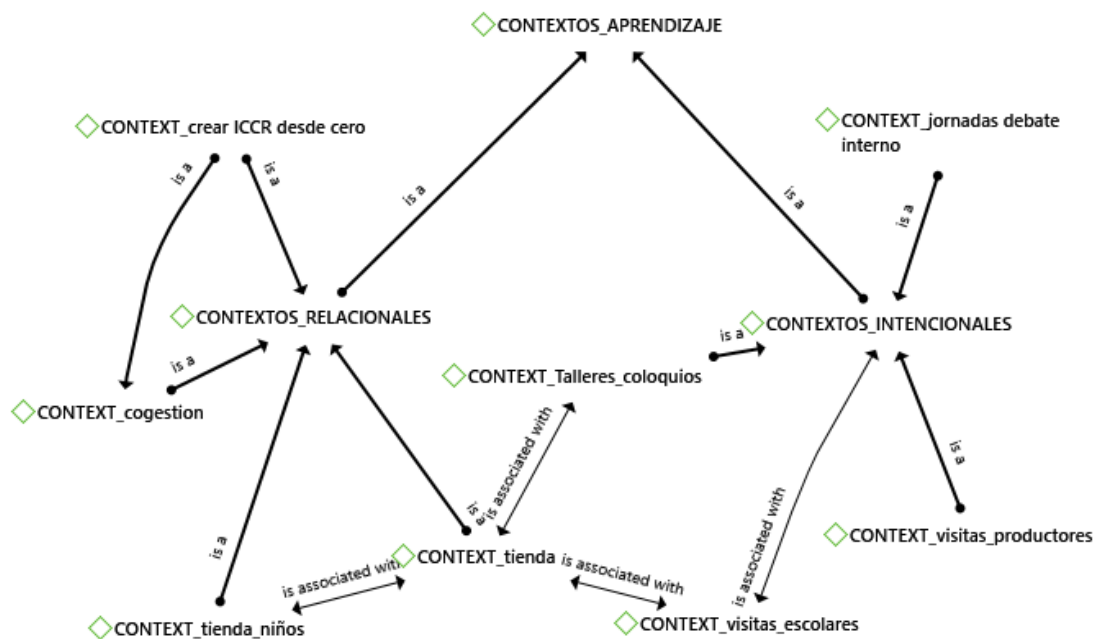 CONTEXTOS_APRENDIZAJE
CONTEXT_crear ICCR desde cero
CONTEXT_jornadas debate
interno
is a
is a
is a
is a
is a
CONTEXTOS_RELACIONALES
CONTEXTOS_INTENCIONALES
is a
is a
CONTEXT_Talleres_coloquios
CONTEXT_cogestion
is associated with
is a
is a
is a
is associated with
CONTEXT_visitas_productores
CONTEXT_tienda
is associated with
is associated with
CONTEXT_tienda_niños
CONTEXT_visitas_escolares